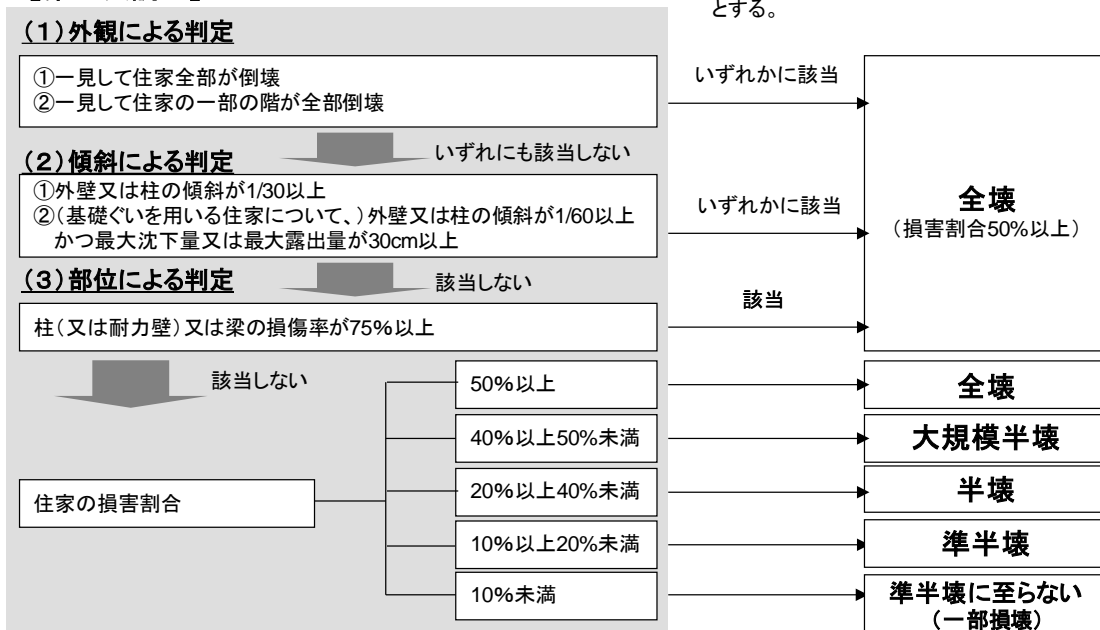 とする。
(1)外観による判定
①一見して住家全部が倒壊
②一見して住家の一部の階が全部倒壊
いずれかに該当
いずれにも該当しない
(2)傾斜による判定
①外壁又は柱の傾斜が1/30以上
②(基礎ぐいを用いる住家について、)外壁又は柱の傾斜が1/60以上
かつ最大沈下量又は最大露出量が30cm以上
いずれかに該当
全壊
(損害割合50%以上)
該当しない
(3)部位による判定
柱(又は耐力壁)又は梁の損傷率が75%以上
該当
該当しない
住家の損害割合
50%以上
全壊
40%以上50%未満
大規模半壊
20%以上40%未満
半壊
10%以上20%未満
準半壊
10%未満
準半壊に至らない
(一部損壊)